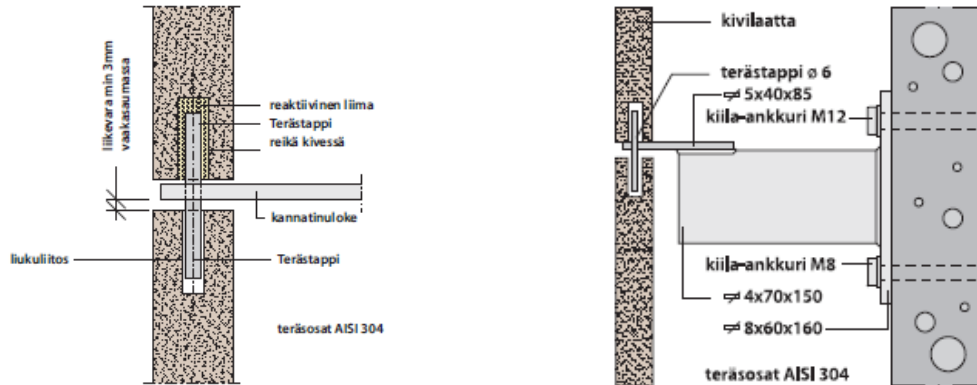 liikevara min 3mm
vaakasaumassa
reaktiivinen liima
Terästappi
reikä kivessä
kannatinuloke
liukuliitos
Terästappi
teräsosat AISI 304
kivilaatta
terästappi ø 6
5x40x85
kiila-ankkuri M12
kiila-ankkuri M8
4x70x150
8x60x160
teräsosat AISI 304